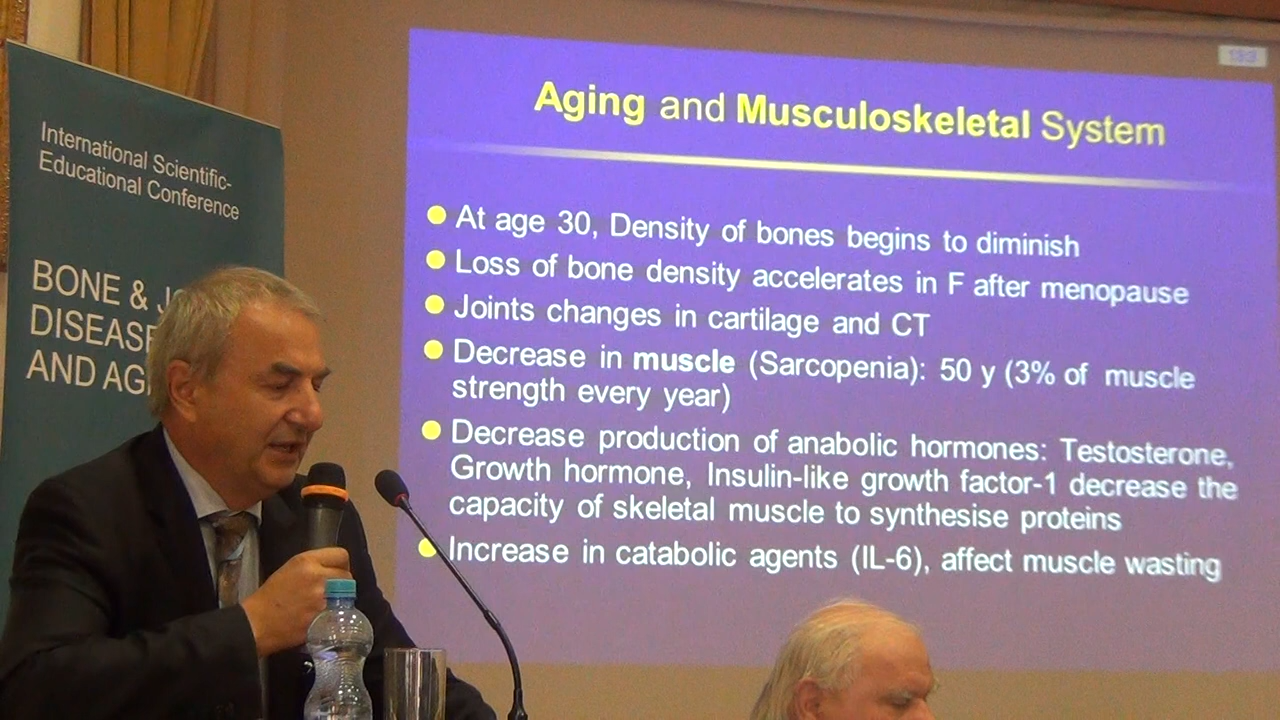 International Scientific-
Educational Conference
BONE &
AND
Aging and Musculoskeletal System
At age 30, Density of bones begins to diminish
Loss of bone density accelerates in F after menopause
Joints changes in cartilage and CT
Decrease in muscle (Sarcopenia): 50 y (3% of muscle
strength every year)
Decrease production of anabolic hormones: Testosterone,
Growth hormone, Insulin-like growth factor-1 decrease the
capacity of skeletal muscle to synthesise proteins
Increase in catabolic agents (IL-6), affect muscle wasting